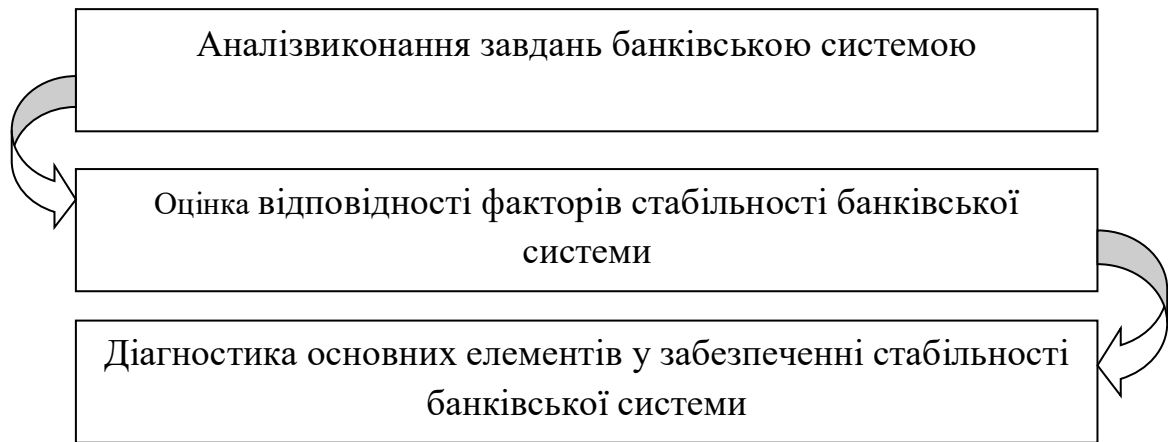 Аналізвиконання завдань банківською системою
Оцінка відповідності факторів стабільності банківської
системи
Діагностика основних елементів у забезпеченні стабільності
банківської системи